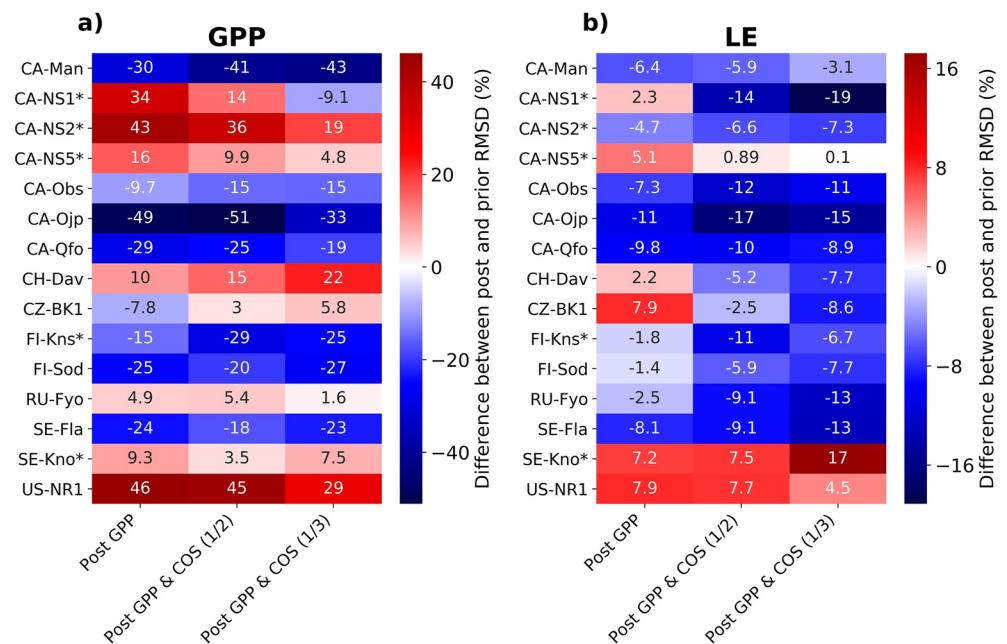 a)
GPP
CA-Man -30 -41 -43
CA-NS1* 34 14 -9.1
CA-NS2* 43 36 19
CA-NS5* 16 9.9 4.8
CA-Obs -9.7 -15 -15
CA-Ojp -49 -51 -33
CA-Qfo -29 -25 -19
CH-Dav 10 15 22
CZ-BK1 -7.8 3 5.8
FI-Kns* -15 -29 -25
FI-Sod -25 -20 -27
RU-Fyo 4.9 5.4 1.6
SE-Fla -24 -18 -23
SE-Kno* 9.3 3.5 7.5
US-NR1 46 45 29
Post GPP
Post GPP & COS (1/2)
Post GPP & COS (1/3)
40
20
0
−20
−40
Difference between post and prior RMSD (%)
b)
LE
CA-Man -6.4 -5.9 -3.1
CA-NS1* 2.3 -14 -19
CA-NS2* -4.7 -6.6 -7.3
CA-NS5* 5.1 0.89 0.1
CA-Obs -7.3 -12 -11
CA-Ojp -11 -17 -15
CA-Qfo -9.8 -10 -8.9
CH-Dav 2.2 -5.2 -7.7
CZ-BK1 7.9 -2.5 -8.6
FI-Kns* -1.8 -11 -6.7
FI-Sod -1.4 -5.9 -7.7
RU-Fyo -2.5 -9.1 -13
SE-Fla -8.1 -9.1 -13
SE-Kno* 7.2 7.5 17
US-NR1 7.9 7.7 4.5
Post GPP
Post GPP & COS (1/2)
Post GPP & COS (1/3)
16
8
0
−8
−16
Difference between post and prior RMSD (%)